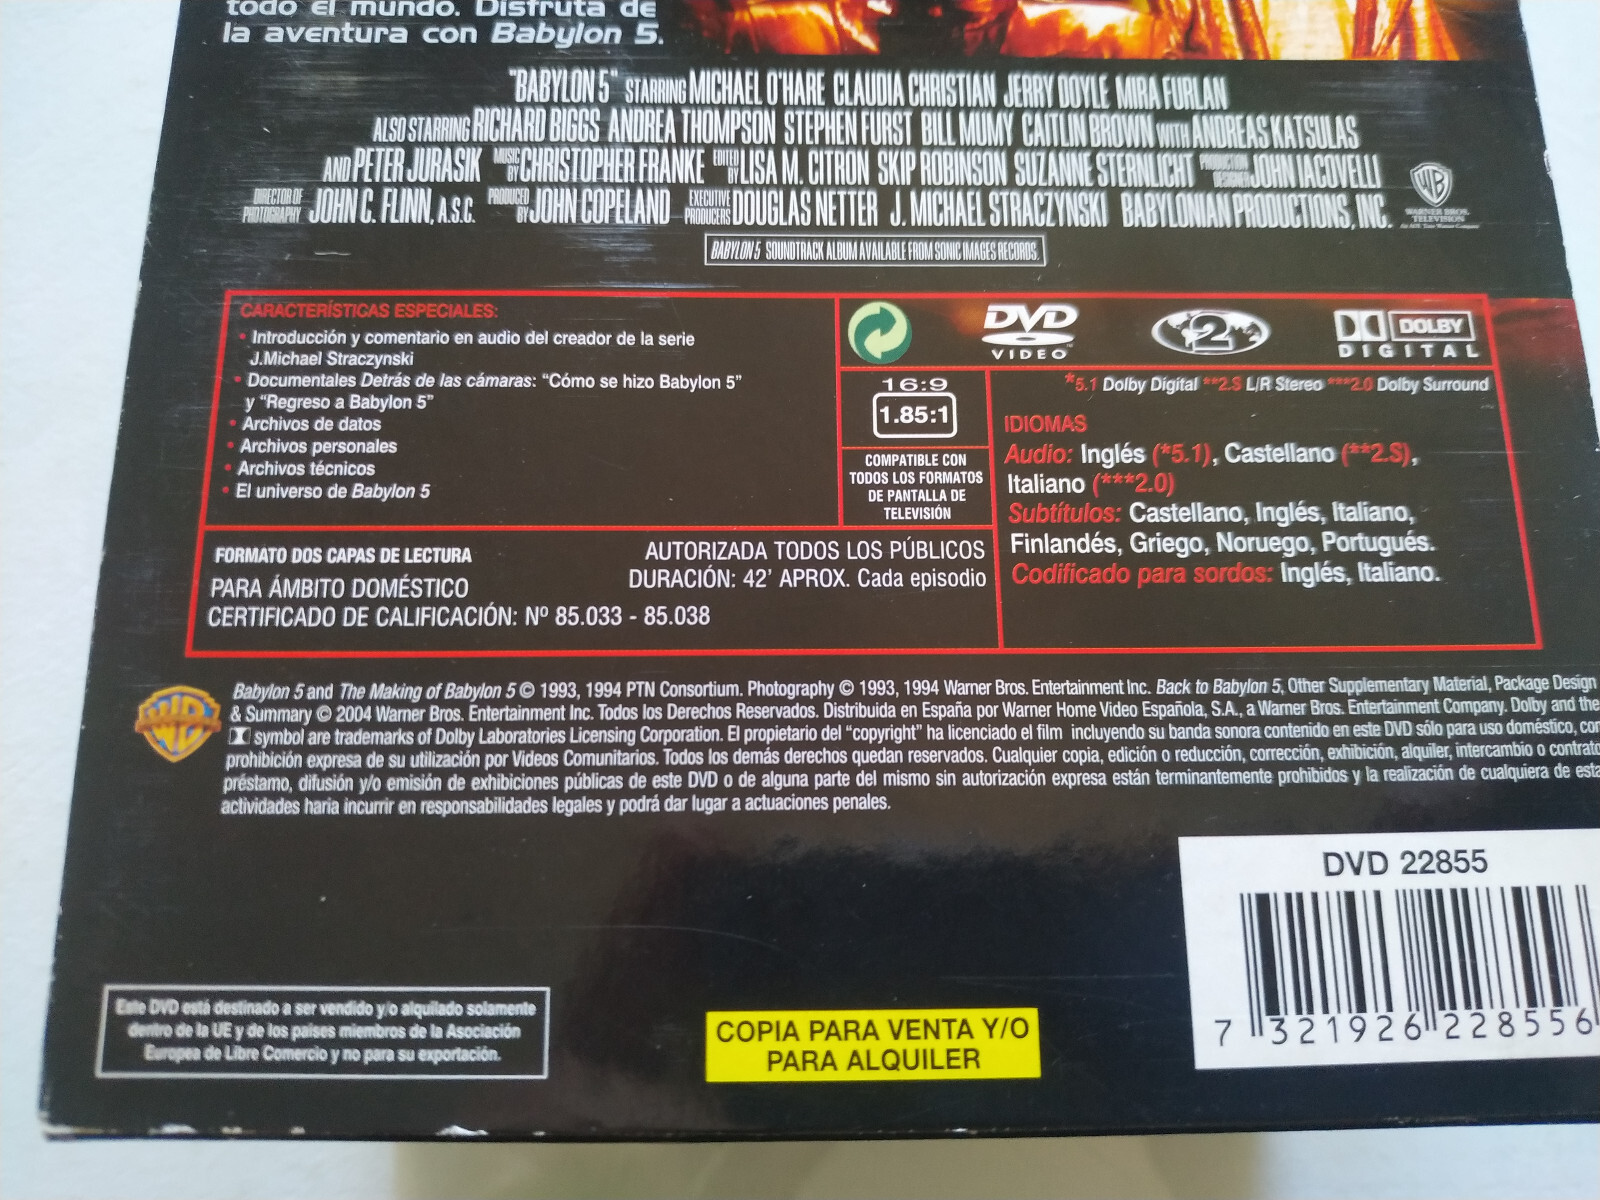 todo el mundo. Disfruta de
la aventura con Babylon 5.
"BABYLON 5" STARRING MICHAEL O'HARE CLAUDIA CHRISTIAN JERRY DOYLE MIRA FURLAN
ALSO STARRING RICHARD BIGGS ANDREA THOMPSON STEPHEN FURST BILL MUMY CAITLIN BROWN WITH ANDREAS KATSULAS
AND PETER JURASIK MUSIC BY CHRISTOPHER FRANKE EDITED BY LISA M. CITRON SKIP ROBINSON SUZANNE STERNLICHT PRODUCTION DESIGNER JOHN IACOVELLI
DIRECTOR OF PHOTOGRAPHY JOHN C. FLINN, A.S.C. PRODUCED BY JOHN COPELAND EXECUTIVE PRODUCERS DOUGLAS NETTER J. MICHAEL STRACZYNSKI BABYLONIAN PRODUCTIONS, INC.
WB
WARNER BROS.
TELEVISION
BABYLON 5 SOUNDTRACK ALBUM AVAILABLE FROM SONIC IMAGES RECORDS.
CARACTERÍSTICAS ESPECIALES:
• Introducción y comentario en audio del creador de la serie
J.Michael Straczynski
• Documentales Detrás de las cámaras: "Cómo se hizo Babylon 5"
y "Regreso a Babylon 5"
• Archivos de datos
• Archivos personales
• Archivos técnicos
• El universo de Babylon 5
DVD
VIDEO
2
DOLBY
DIGITAL
16:9
1.85:1
COMPATIBLE CON
TODOS LOS FORMATOS
DE PANTALLA DE
TELEVISIÓN
*5.1 Dolby Digital **2.S L/R Stereo ***2.0 Dolby Surround
IDIOMAS
Audio: Inglés (*5.1), Castellano (**2.S),
Italiano (***2.0)
Subtítulos: Castellano, Inglés, Italiano,
Finlandés, Griego, Noruego, Portugués.
Codificado para sordos: Inglés, Italiano.
FORMATO DOS CAPAS DE LECTURA
PARA ÁMBITO DOMÉSTICO
AUTORIZADA TODOS LOS PÚBLICOS
DURACIÓN: 42' APROX. Cada episodio
CERTIFICADO DE CALIFICACIÓN: Nº 85.033 - 85.038
WB
Babylon 5 and The Making of Babylon 5 © 1993, 1994 PTN Consortium. Photography © 1993, 1994 Warner Bros. Entertainment Inc. Back to Babylon 5, Other Supplementary Material, Package Design
& Summary © 2004 Warner Bros. Entertainment Inc. Todos los Derechos Reservados. Distribuida en España por Warner Home Video Española, S.A., a Warner Bros. Entertainment Company. Dolby and the
symbol are trademarks of Dolby Laboratories Licensing Corporation. El propietario del "copyright" ha licenciado el film incluyendo su banda sonora contenido en este DVD sólo para uso doméstico, con
prohibición expresa de su utilización por Videos Comunitarios. Todos los demás derechos quedan reservados. Cualquier copia, edición o reducción, corrección, exhibición, alquiler, intercambio o contrato
préstamo, difusión y/o emisión de exhibiciones públicas de este DVD o de alguna parte del mismo sin autorización expresa están terminantemente prohibidos y la realización de cualquiera de esta
actividades haria incurrir en responsabilidades legales y podrá dar lugar a actuaciones penales.
DVD 22855
7 321926 228556
Este DVD está destinado a ser vendido y/o alquilado solamente
dentro de la UE y de los países miembros de la Asociación
Europea de Libre Comercio y no para su exportación.
COPIA PARA VENTA Y/O
PARA ALQUILER